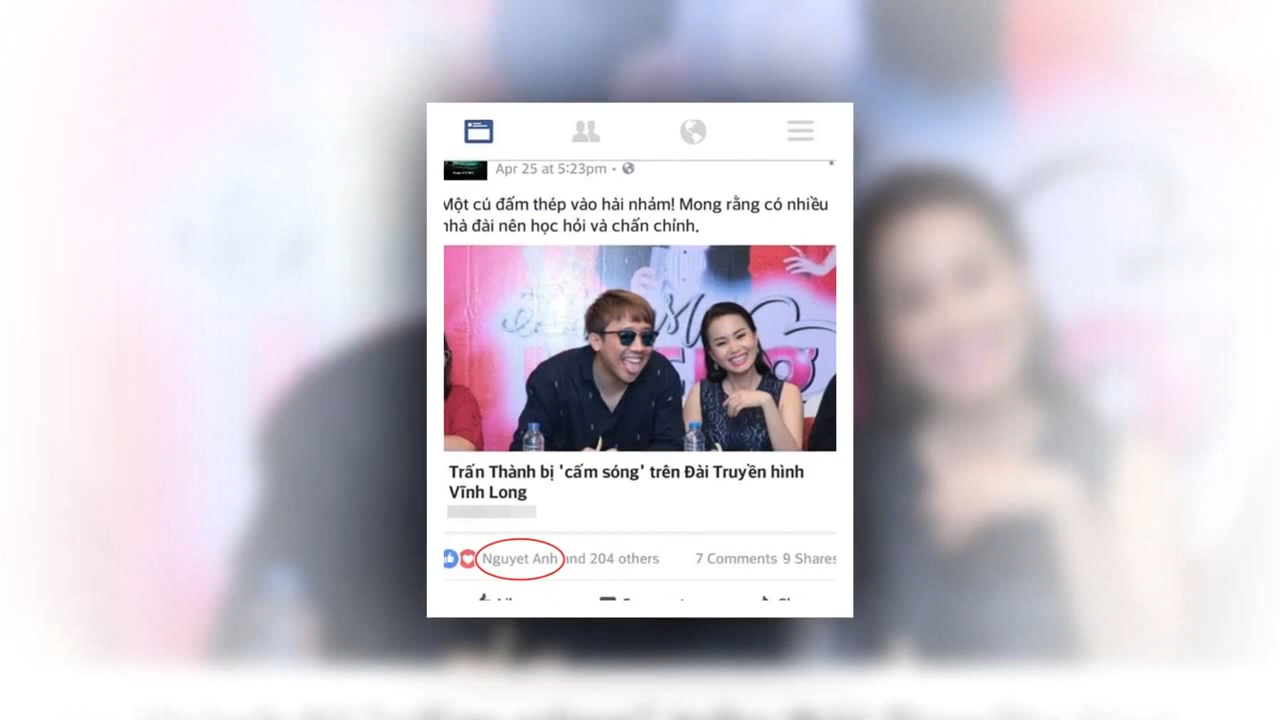 Apr 25 at 5:23pm ·
Một cú đấm thép vào hài nhảm! Mong rằng có nhiều
nhà đài nên học hỏi và chấn chỉnh.
Trấn Thành bị 'cấm sóng' trên Đài Truyền hình
Vĩnh Long
Nguyet Anh and 204 others 7 Comments 9 Shares